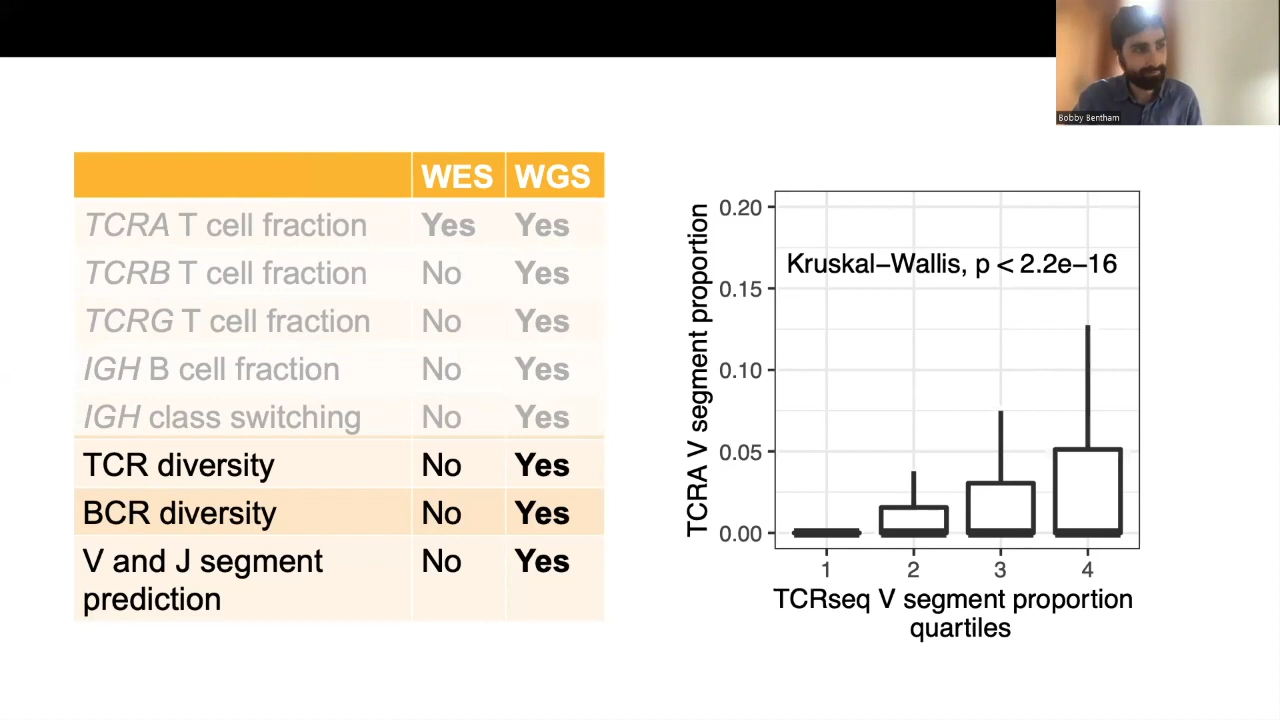 Bobby Bentham
WES WGS
TCRA T cell fraction Yes Yes
TCRB T cell fraction No Yes
TCRG T cell fraction No Yes
IGH B cell fraction No Yes
IGH class switching No Yes
TCR diversity No Yes
BCR diversity No Yes
V and J segment No Yes
prediction
TCRA V segment proportion
0.20
0.15
0.10
0.05
0.00
Kruskal−Wallis, p < 2.2e−16
1 2 3 4
TCRseq V segment proportion
quartiles